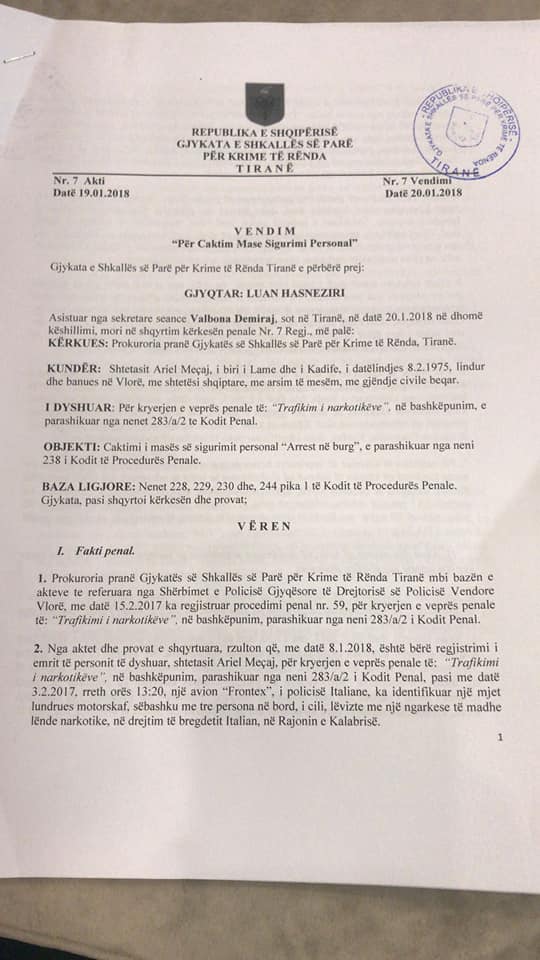 REPUBLIKA E SHQIPËRISË
GJYKATA E SHKALLËS SË PARË
PËR KRIME TË RËNDA
T I R A N Ë
REPUBLIKA E SHQIPËRISË
GJYKATA E SHKALLËS SË PARË PËR KRIME TË RËNDA
TIRANË
Nr. 7 Akti
Datë 19.01.2018
Nr. 7 Vendimi
Datë 20.01.2018
V E N D I M
“Për Caktim Mase Sigurimi Personal”
Gjykata e Shkallës së Parë për Krime të Rënda Tiranë e përbërë prej:
GJYQTAR: LUAN HASNEZIRI
Asistuar nga sekretare seance Valbona Demiraj, sot në Tiranë, në datë 20.1.2018 në dhomë
këshillimi, mori në shqyrtim kërkesën penale Nr. 7 Regj., me palë:
KËRKUES: Prokuroria pranë Gjykatës së Shkallës së Parë për Krime të Rënda, Tiranë.
KUNDËR: Shtetasit Ariel Meçaj, i biri i Lame dhe i Kadife, i datëlindjes 8.2.1975, lindur
dhe banues në Vlorë, me shtetësi shqiptare, me arsim të mesëm, me gjëndje civile beqar.
I DYSHUAR: Për kryerjen e veprës penale të: “Trafikim i narkotikëve”, në bashkëpunim, e
parashikuar nga nenet 283/a/2 te Kodit Penal.
OBJEKTI: Caktimi i masës së sigurimit personal “Arrest në burg”, e parashikuar nga neni
238 i Kodit të Procedurës Penale.
BAZA LIGJORE: Nenet 228, 229, 230 dhe, 244 pika 1 të Kodit të Procedurës Penale.
Gjykata, pasi shqyrtoi kërkesën dhe provat;
V Ë R E N
I. Fakti penal.
1. Prokuroria pranë Gjykatës së Shkallës së Parë për Krime të Rënda Tiranë mbi bazën e
akteve te referuara nga Shërbimet e Policisë Gjyqësore të Drejtorisë së Policisë Vendore
Vlorë, me datë 15.2.2017 ka regjistruar procedimi penal nr. 59, për kryerjen e veprës penale
të: “Trafikimi i narkotikëve”, në bashkëpunim, parashikuar nga neni 283/a/2 i Kodit Penal.
2. Nga aktet dhe provat e shqyrtuara, rzulton që, me datë 8.1.2018, është bërë regjistrimi i
emrit të personit të dyshuar, shtetasit Ariel Meçaj, për kryerjen e veprës penale të: “Trafikimi
i narkotikëve”, në bashkëpunim, parashikuar nga neni 283/a/2 i Kodit Penal, pasi me datë
3.2.2017, rreth orës 13:20, një avion “Frontex”, i policisë Italiane, ka identifikuar një mjet
lundrues motorskaf, sëbashku me tre persona në bord, i cili, lëvizte me një ngarkese të madhe
lënde narkotike, në drejtim të bregdetit Italian, në Rajonin e Kalabrisë.
1